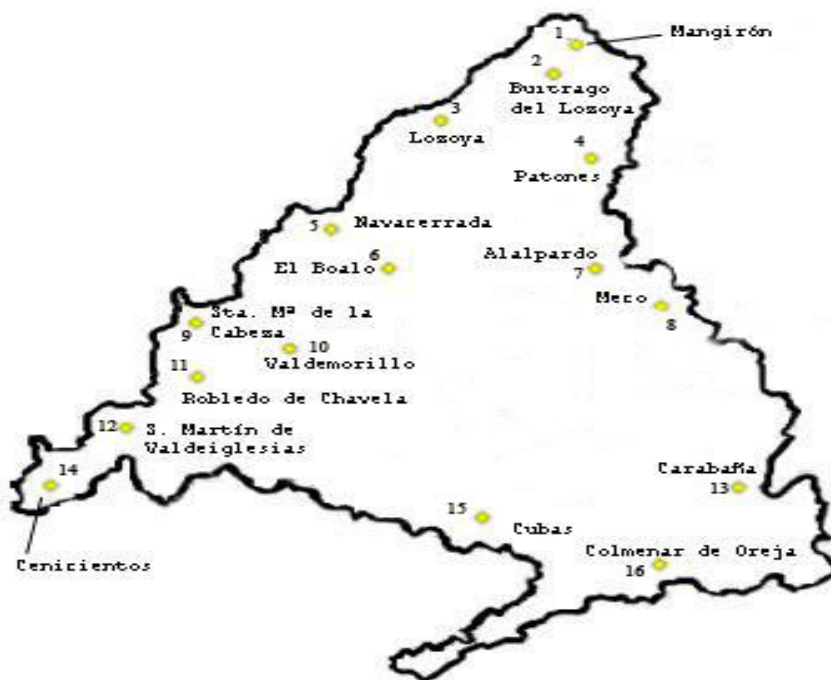 1
Mangirón
2
Buitrago
del Lozoya
3
Lozoya
4
Patones
5
Navacerrada
6
El Boalo
Alalpardo
7
Meco
8
Sta. Mª de la
Cabeza
9
10
Valdemorillo
11
Robledo de Chavela
12
S. Martín de
Valdeiglesias
14
Cenicientos
Carabaña
13
15
Cubas
Colmenar de Oreja
16